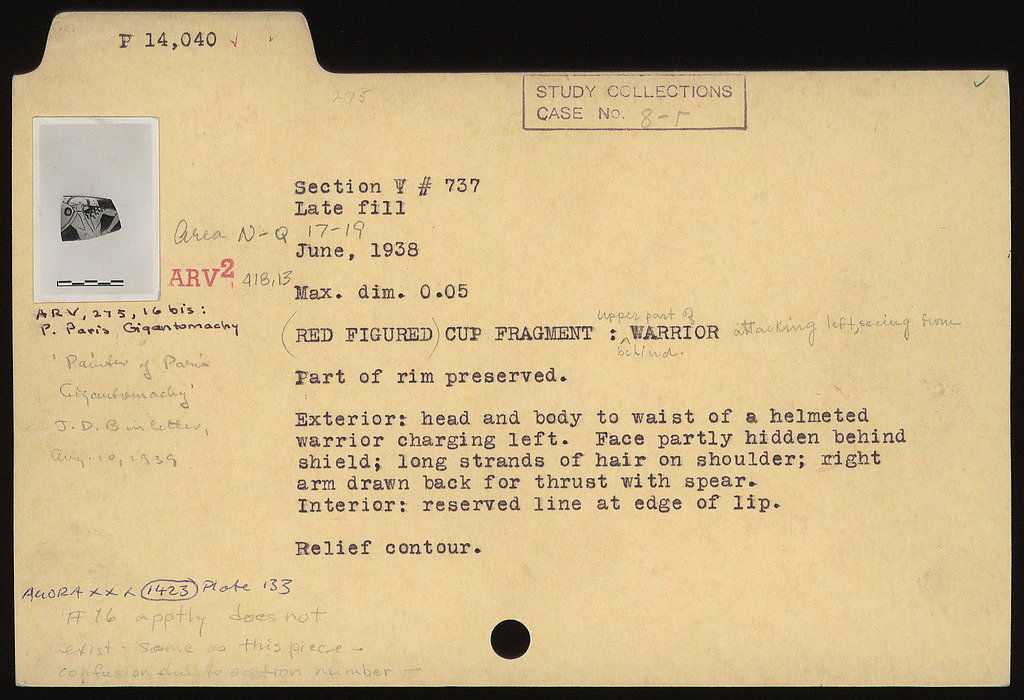 P 14,040 ✓
275
STUDY COLLECTIONS
CASE No. 8-Γ
Section Ψ # 737
Late fill
Area N-Q 17-19
June, 1938
ARV², 418,13
Max. dim. 0.05
ARV, 275, 16 bis:
P. Paris Gigantomachy
upper part of
(RED FIGURED) CUP FRAGMENT : ^ WARRIOR attacking left, seeing from
behind.
'Painter of Paris
Gigantomachy'
J.D.B in letter,
Aug. 10, 1939.
Part of rim preserved.
Exterior: head and body to waist of a helmeted
warrior charging left. Face partly hidden behind
shield; long strands of hair on shoulder; right
arm drawn back for thrust with spear.
Interior: reserved line at edge of lip.
Relief contour.
AGORA XXX 1423 Plate 133
# 16 apptly does not
exist - same as this piece -
confusion due to section number -